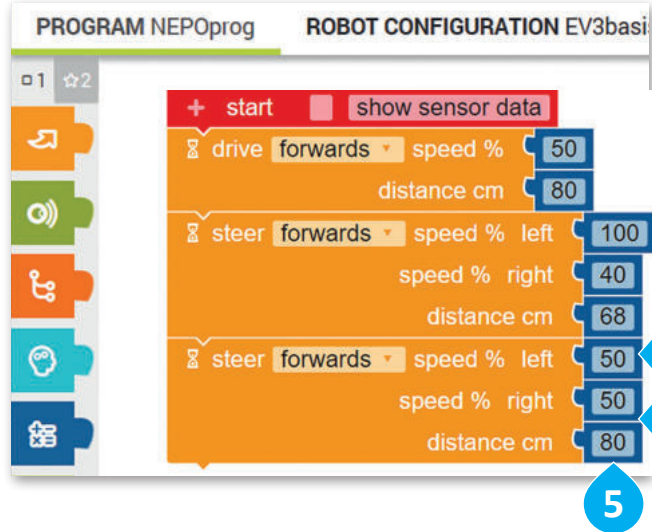 PROGRAM NEPOprog ROBOT CONFIGURATION EV3basi
1 2
+ start show sensor data
drive forwards speed % 50
distance cm 80
steer forwards speed % left 100
speed % right 40
distance cm 68
steer forwards speed % left 50
speed % right 50
distance cm 80
5